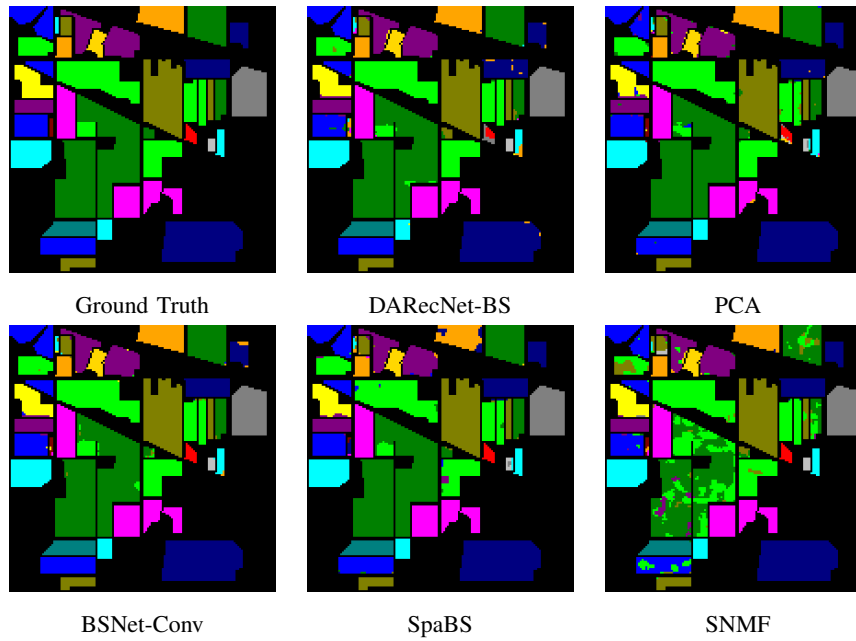 Ground Truth
DARecNet-BS
PCA
BSNet-Conv
SpaBS
SNMF